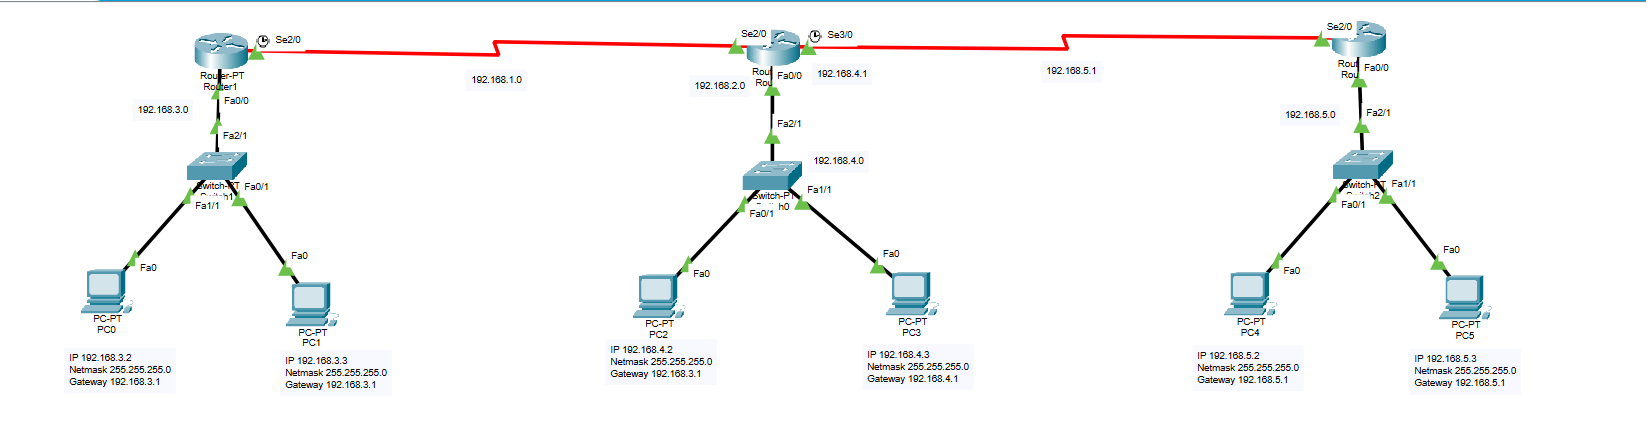 Se2/0
Router-PT
Router1
Fa0/0
192.168.3.0
Fa2/1
Fa0/1
Fa1/1
192.168.1.0
Se2/0
Se3/0
Rout
Rou
Fa0/0
192.168.4.1
192.168.2.0
Fa2/1
192.168.4.0
Switch-PT
Fa1/1
Fa0/1
192.168.5.1
Se2/0
Rout
Rou
Fa0/0
192.168.5.0
Fa2/1
Fa1/1
Fa0/1
Fa0
PC-PT
PC0
Fa0
PC-PT
PC1
Fa0
PC-PT
PC2
Fa0
PC-PT
PC3
Fa0
PC-PT
PC4
Fa0
PC-PT
PC5
IP 192.168.3.2
Netmask 255.255.255.0
Gateway 192.168.3.1
IP 192.168.3.3
Netmask 255.255.255.0
Gateway 192.168.3.1
IP 192.168.4.2
Netmask 255.255.255.0
Gateway 192.168.3.1
IP 192.168.4.3
Netmask 255.255.255.0
Gateway 192.168.4.1
IP 192.168.5.2
Netmask 255.255.255.0
Gateway 192.168.5.1
IP 192.168.5.3
Netmask 255.255.255.0
Gateway 192.168.5.1